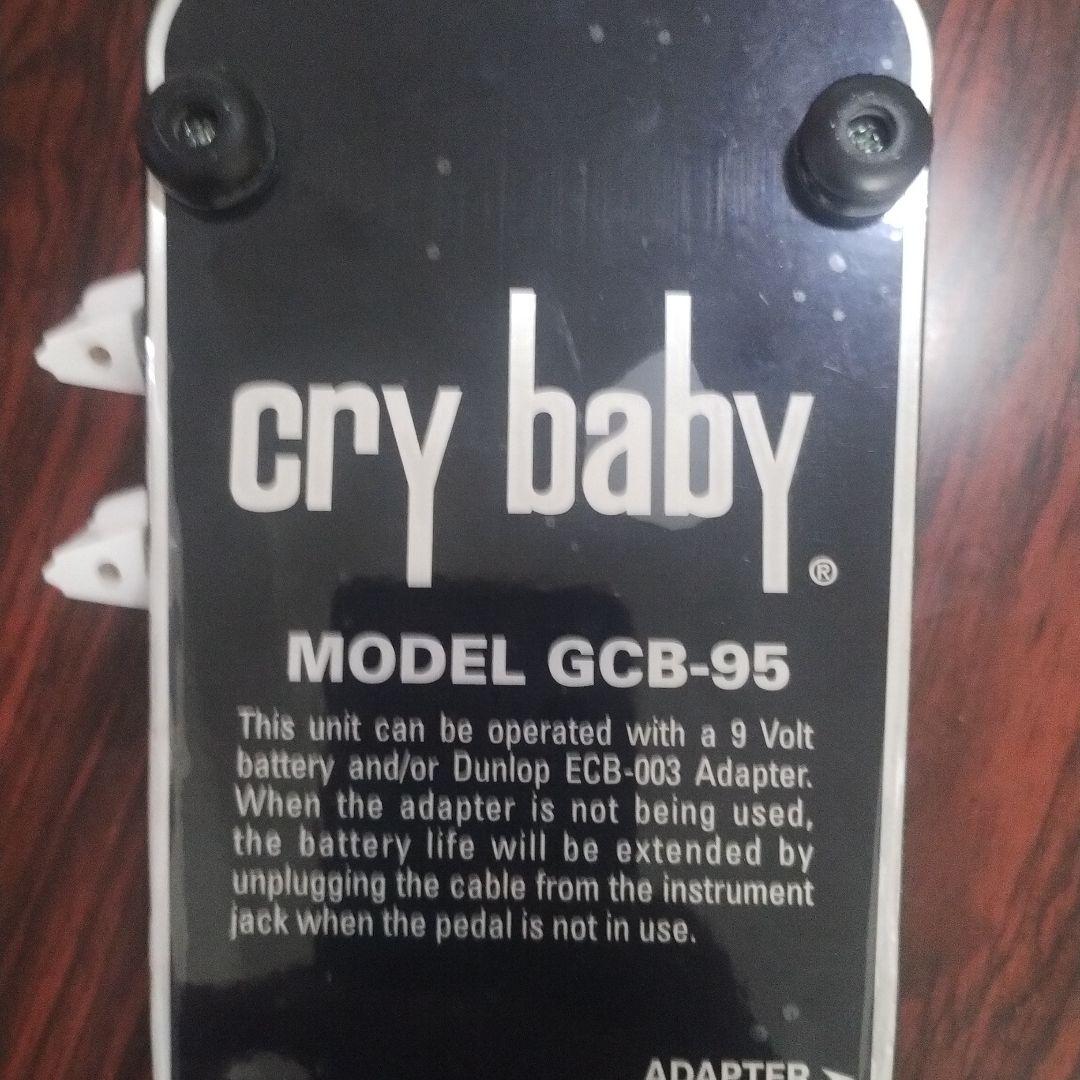 cry baby®
MODEL GCB-95
This unit can be operated with a 9 Volt
battery and/or Dunlop ECB-003 Adapter.
When the adapter is not being used,
the battery life will be extended by
unplugging the cable from the instrument
jack when the pedal is not in use.
ADAPTER